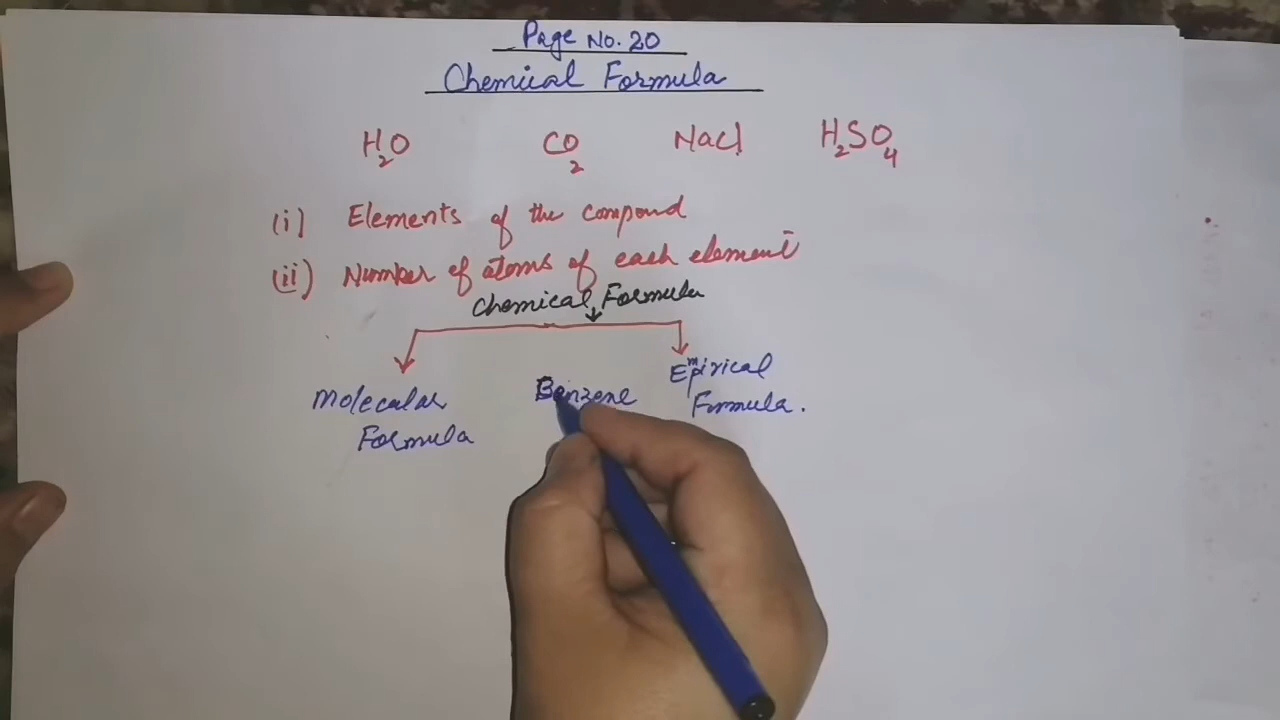 Page No. 20
Chemical Formula
H2O CO2 NaCl H2SO4
(i) Elements of the compound
(ii) Number of atoms of each element
Chemical Formula
Molecular Formula
Benzene
Empirical Formula.